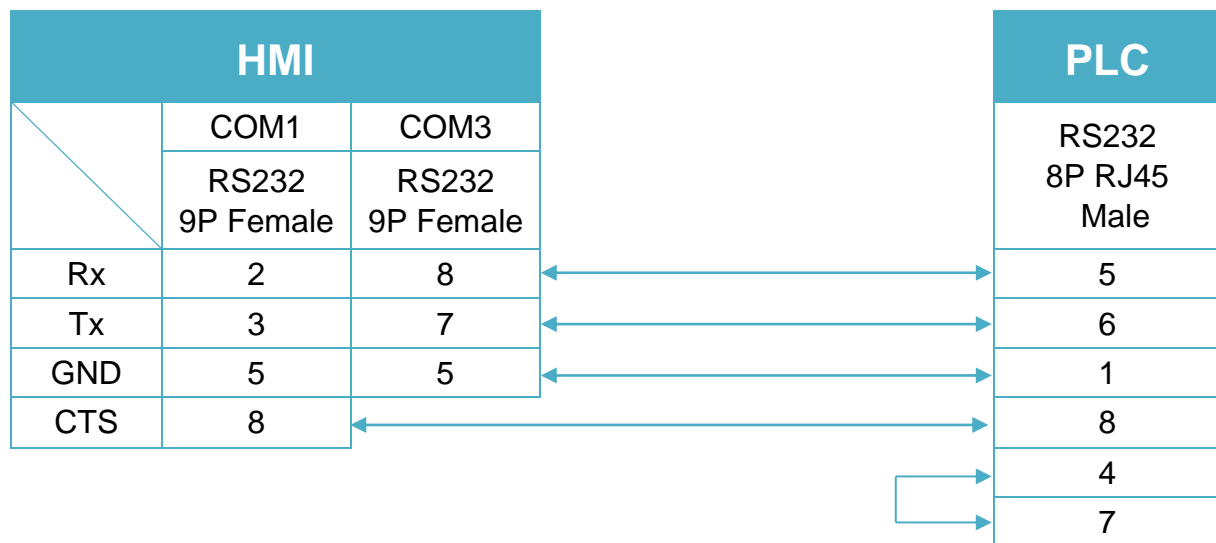 HMI
PLC
COM1 COM3
RS232
9P Female
RS232
9P Female
RS232
8P RJ45
Male
Rx 2 8 5
Tx 3 7 6
GND 5 5 1
CTS 8 8
4
7